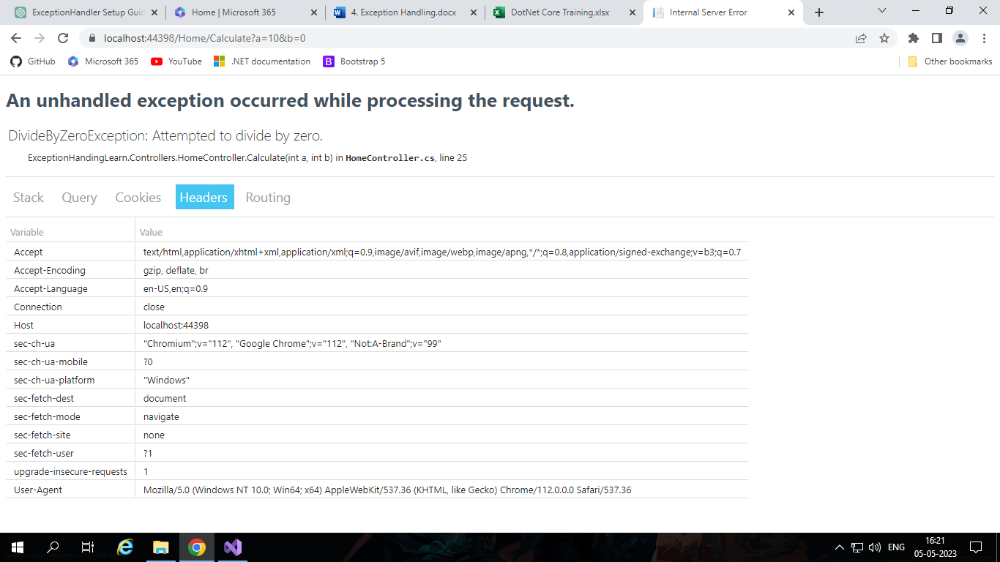 ExceptionHandler Setup Guid
Home | Microsoft 365
4. Exception Handling.docx
DotNet Core Training.xlsx
Internal Server Error
localhost:44398/Home/Calculate?a=10&b=0
GitHub
Microsoft 365
YouTube
.NET documentation
B Bootstrap 5
Other bookmarks
An unhandled exception occurred while processing the request.
DivideByZeroException: Attempted to divide by zero.
ExceptionHandingLearn.Controllers.HomeController.Calculate(int a, int b) in HomeController.cs, line 25
Stack Query Cookies Headers Routing
Variable Value
Accept text/html,application/xhtml+xml,application/xml;q=0.9,image/avif,image/webp,image/apng,*/*;q=0.8,application/signed-exchange;v=b3;q=0.7
Accept-Encoding gzip, deflate, br
Accept-Language en-US,en;q=0.9
Connection close
Host localhost:44398
sec-ch-ua "Chromium";v="112", "Google Chrome";v="112", "Not:A-Brand";v="99"
sec-ch-ua-mobile ?0
sec-ch-ua-platform "Windows"
sec-fetch-dest document
sec-fetch-mode navigate
sec-fetch-site none
sec-fetch-user ?1
upgrade-insecure-requests 1
User-Agent Mozilla/5.0 (Windows NT 10.0; Win64; x64) AppleWebKit/537.36 (KHTML, like Gecko) Chrome/112.0.0.0 Safari/537.36
ENG
16:21
05-05-2023